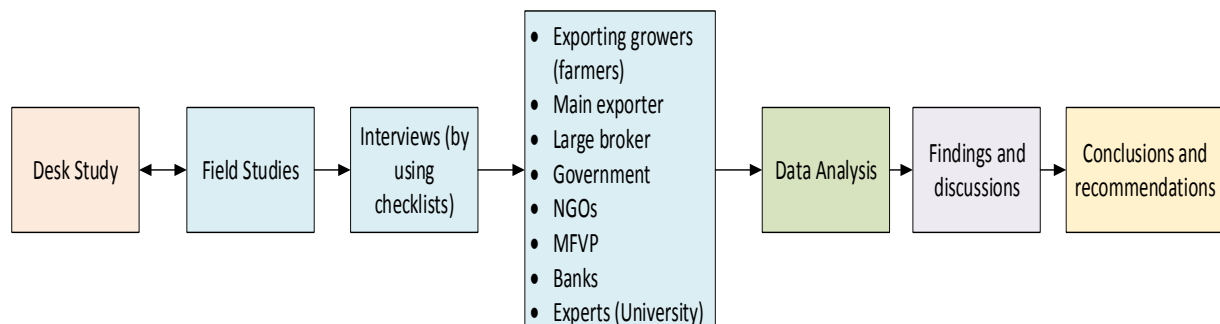 Desk Study
Field Studies
Interviews (by
using
checklists)
• Exporting growers
(farmers)
• Main exporter
• Large broker
• Government
• NGOs
• MFVP
• Banks
• Experts (University)
Data Analysis
Findings and
discussions
Conclusions and
recommendations